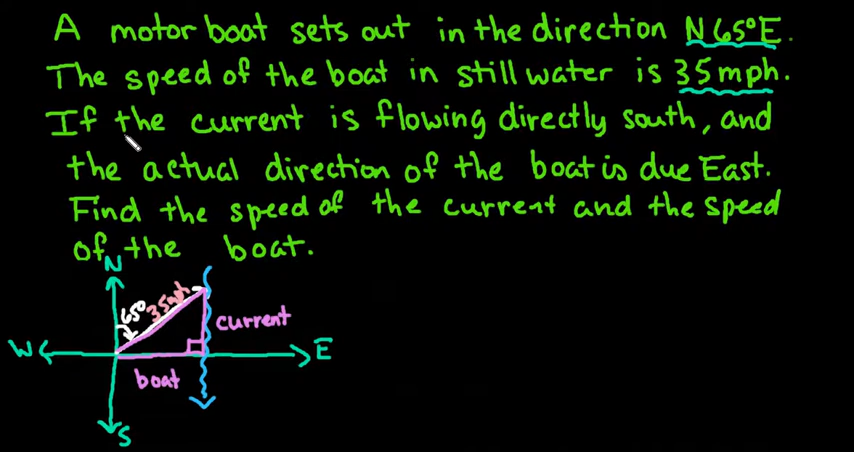 A motor boat sets out in the direction N 65° E.
The speed of the boat in still water is 35 mph.
If the current is flowing directly south, and
the actual direction of the boat is due East.
Find the speed of the current and the speed
of the boat.
N
65°
35mph
current
W
E
boat
S